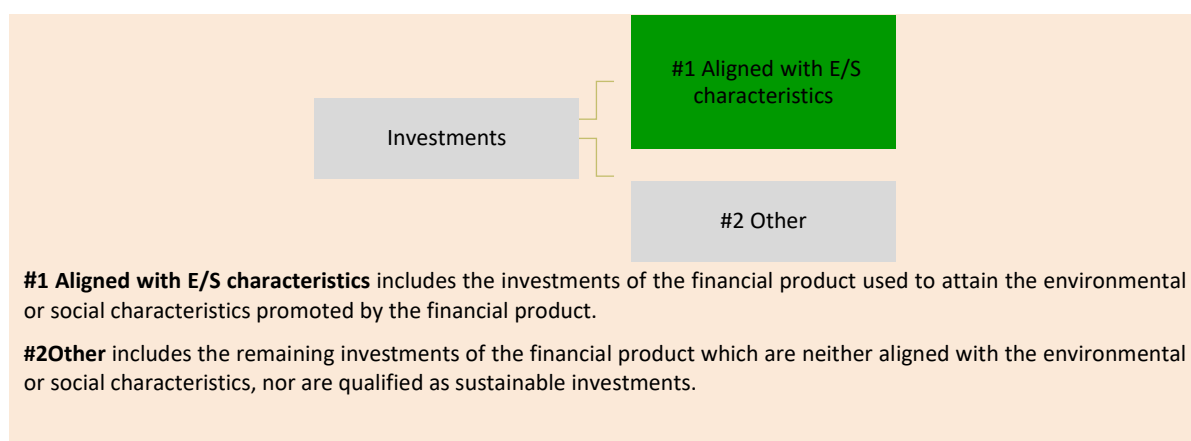 #1 Aligned with E/S
characteristics
Investments
#2 Other
#1 Aligned with E/S characteristics includes the investments of the financial product used to attain the environmental
or social characteristics promoted by the financial product.
#2Other includes the remaining investments of the financial product which are neither aligned with the environmental
or social characteristics, nor are qualified as sustainable investments.